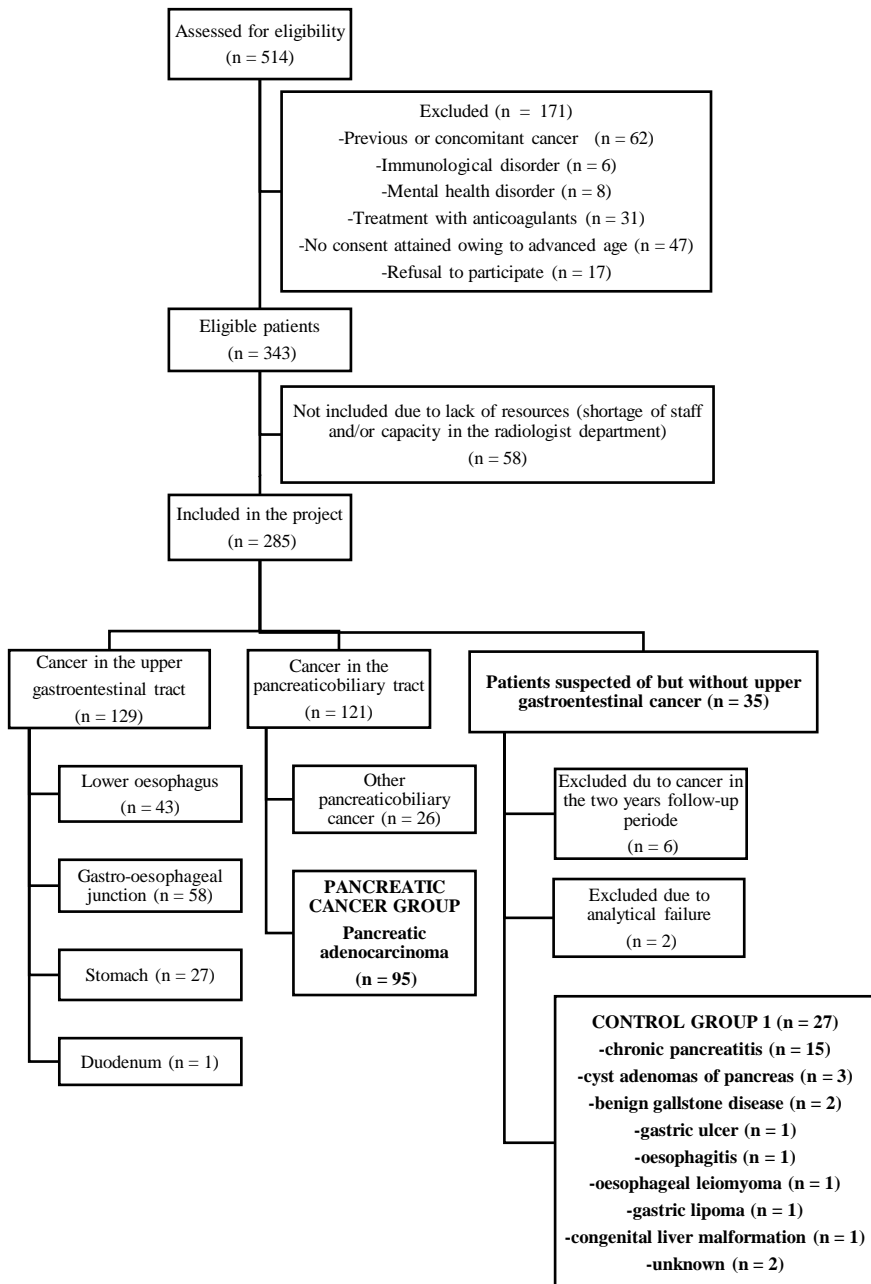 Assessed for eligibility
(n = 514)
Excluded (n = 171)
-Previous or concomitant cancer (n = 62)
-Immunological disorder (n = 6)
-Mental health disorder (n = 8)
-Treatment with anticoagulants (n = 31)
-No consent attained owing to advanced age (n = 47)
-Refusal to participate (n = 17)
Eligible patients
(n = 343)
Not included due to lack of resources (shortage of staff
and/or capacity in the radiologist department)
(n = 58)
Included in the project
(n = 285)
Cancer in the upper
gastroentestinal tract
(n = 129)
Lower oesophagus
(n = 43)
Gastro-oesophageal
junction (n = 58)
Stomach (n = 27)
Duodenum (n = 1)
Cancer in the
pancreaticobiliary tract
(n = 121)
Other
pancreaticobiliary
cancer (n = 26)
PANCREATIC
CANCER GROUP
Pancreatic
adenocarcinoma
(n = 95)
Patients suspected of but without upper
gastroentestinal cancer (n = 35)
Excluded du to cancer in
the two years follow-up
periode
(n = 6)
Excluded due to
analytical failure
(n = 2)
CONTROL GROUP 1 (n = 27)
-chronic pancreatitis (n = 15)
-cyst adenomas of pancreas (n = 3)
-benign gallstone disease (n = 2)
-gastric ulcer (n = 1)
-oesophagitis (n = 1)
-oesophageal leiomyoma (n = 1)
-gastric lipoma (n = 1)
-congenital liver malformation (n = 1)
-unknown (n = 2)